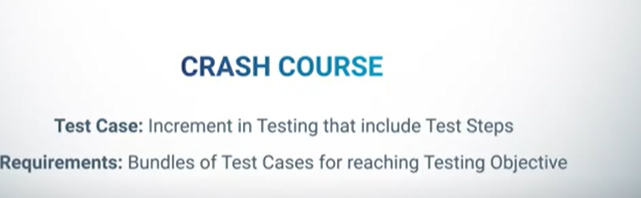 CRASH COURSE
Test Case: Increment in Testing that include Test Steps
Requirements: Bundles of Test Cases for reaching Testing Objective